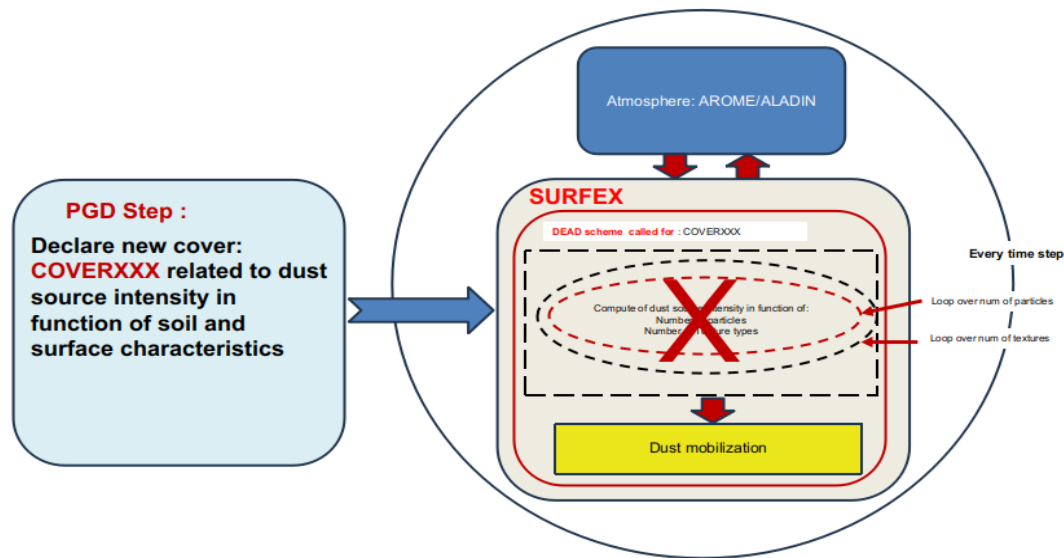 Atmosphere: AROME/ALADIN
PGD Step :
Declare new cover:
COVERXXX related to dust
source intensity in
function of soil and
surface characteristics
SURFEX
DEAD scheme called for : COVERXXX
Every time step
Compute of dust intensity in function of:
Number particles
Number types
Loop over num of particles
Loop over num of textures
Dust mobilization